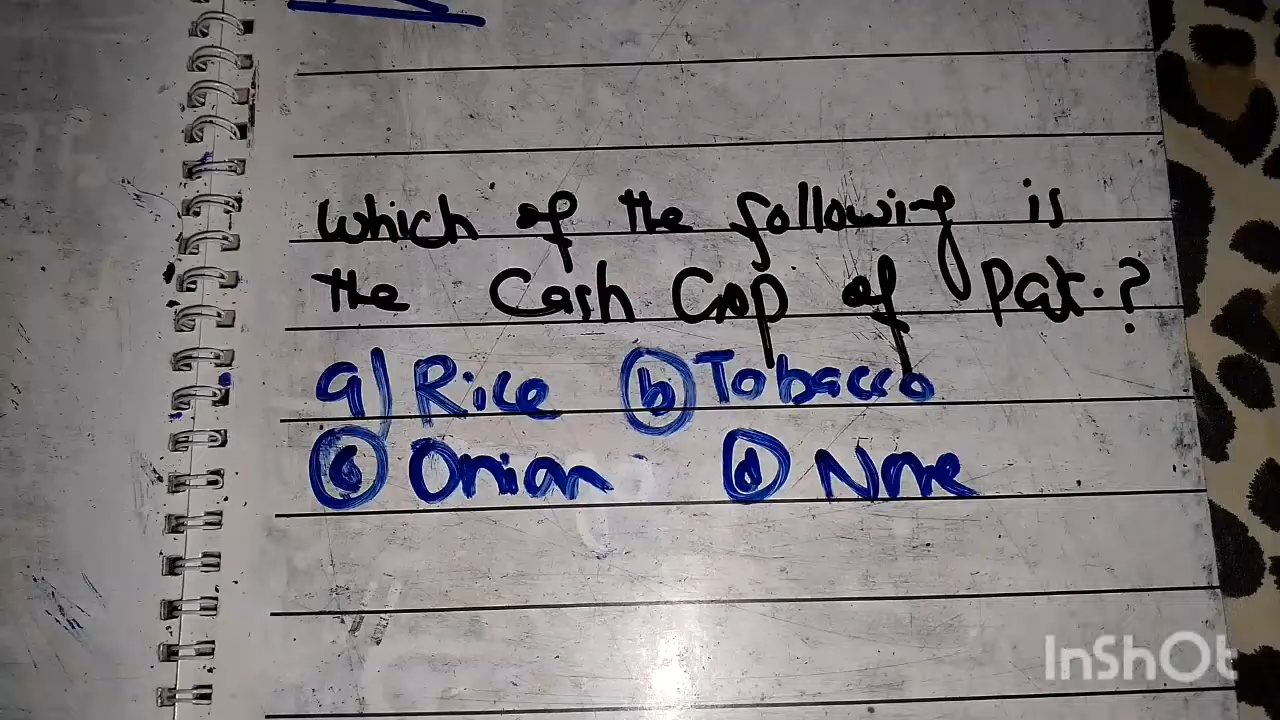 Which of the following is
the Cash Crop of Pak.?
a) Rice (b) Tobacco
(c) Onion (d) None
InShOt